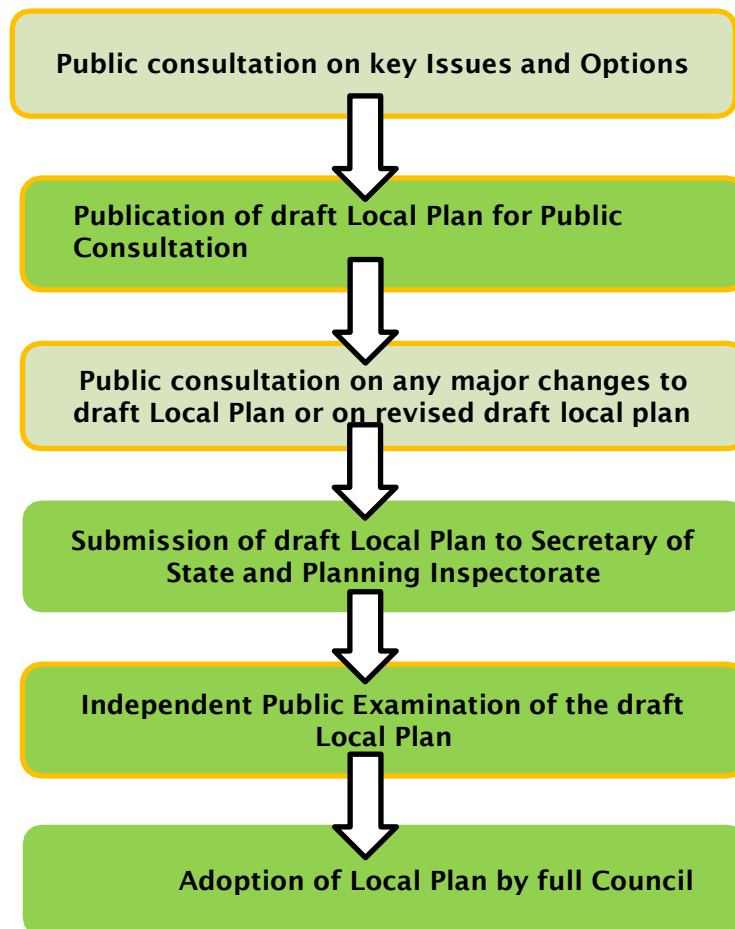 Public consultation on key Issues and Options
Publication of draft Local Plan for Public
Consultation
Public consultation on any major changes to
draft Local Plan or on revised draft local plan
Submission of draft Local Plan to Secretary of
State and Planning Inspectorate
Independent Public Examination of the draft
Local Plan
Adoption of Local Plan by full Council